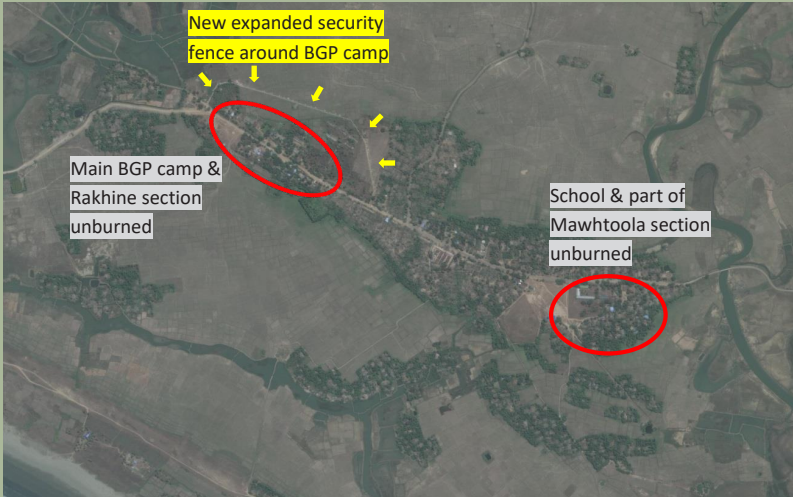 New expanded security
fence around BGP camp
Main BGP camp &
Rakhine section
unburned
School & part of
Mawhtoola section
unburned